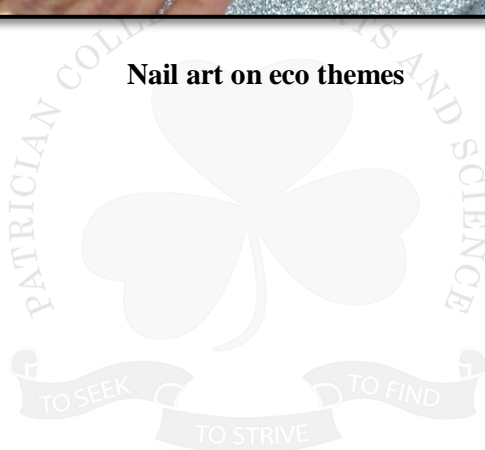 PATRICIAN COLLEGE OF ARTS AND SCIENCE
Nail art on eco themes
TO SEEK
TO STRIVE
TO FIND